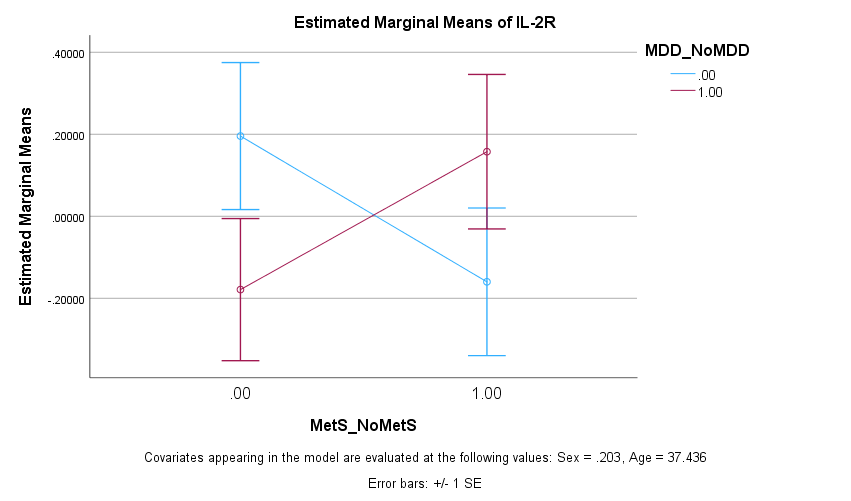 Estimated Marginal Means of IL-2R
MDD_NoMDD
.00
1.00
Estimated Marginal Means
.40000
.20000
.00000
-.20000
.00
1.00
MetS_NoMetS
Covariates appearing in the model are evaluated at the following values: Sex = .203, Age = 37.436
Error bars: +/- 1 SE